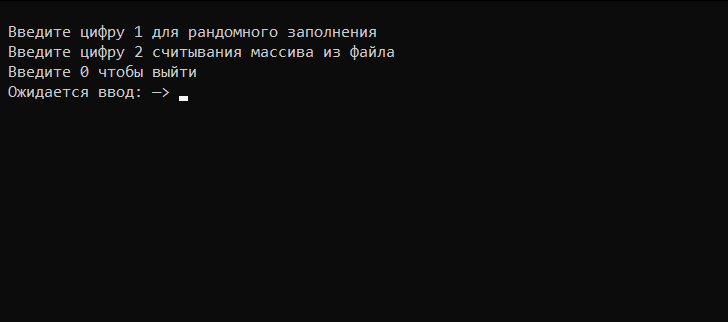 Введите цифру 1 для рандомного заполнения
Введите цифру 2 считывания массива из файла
Введите 0 чтобы выйти
Ожидается ввод: —>